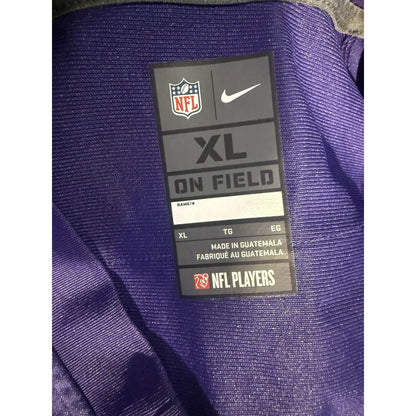 NFL
XL
ON FIELD
NAME/#
XL TG EG
MADE IN GUATEMALA
FABRIQUÉ AU GUATEMALA
NFL PLAYERS